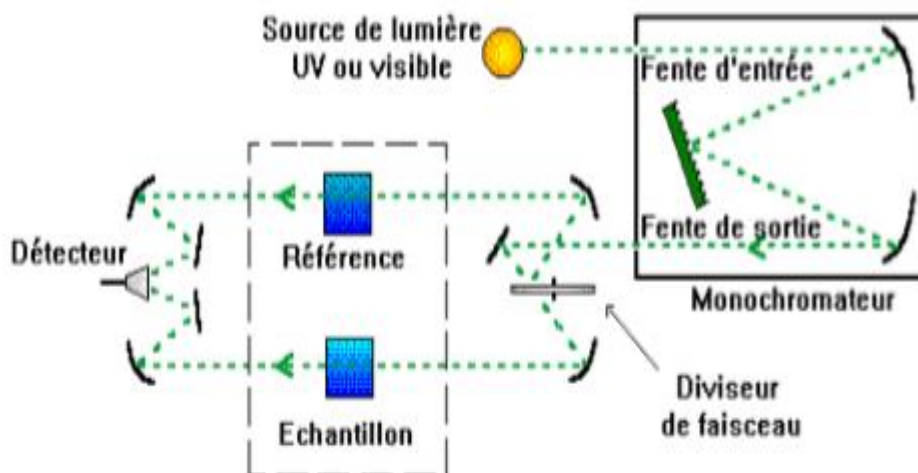 Source de lumière
UV ou visible
Fente d'entrée
Fente de sortie
Détecteur
Référence
Monochromateur
Echantillon
Diviseur
de faisceau